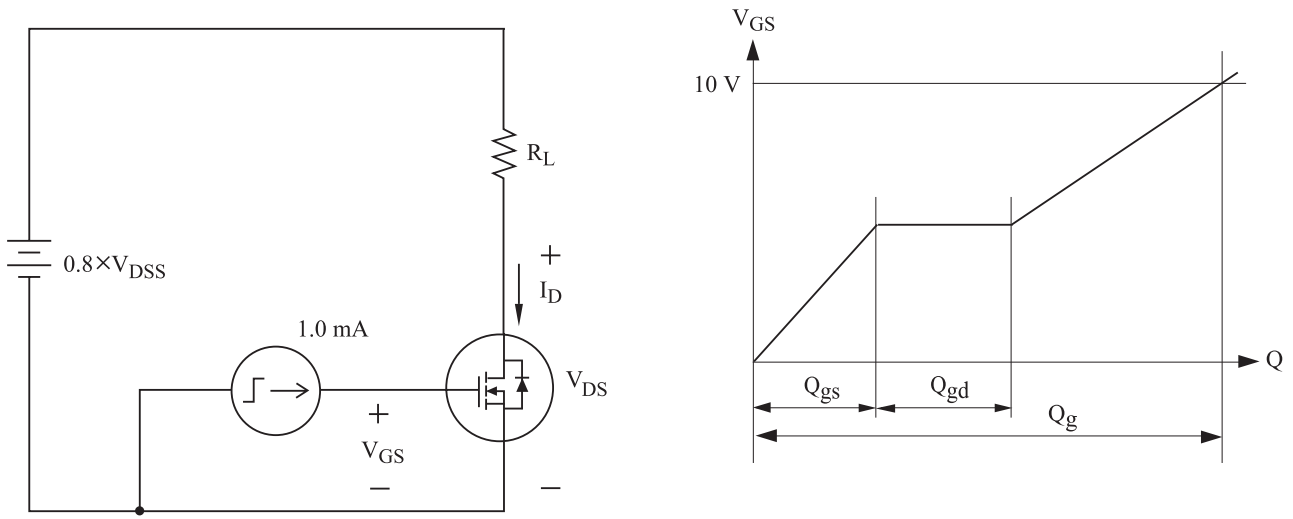 R_L
0.8×V_DSS
+
I_D
1.0 mA
V_DS
+
V_GS
−
−
V_GS
10 V
Q
Q_gs
Q_gd
Q_g